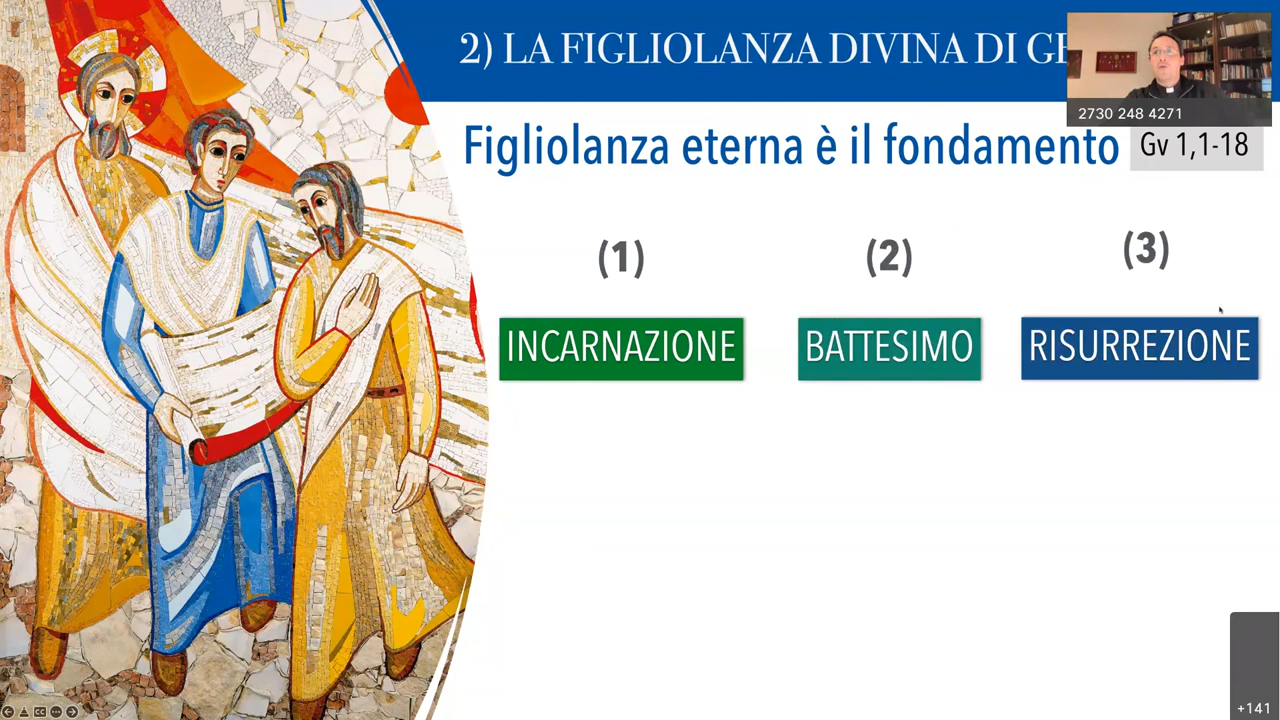 2) LA FIGLIOLANZA DIVINA DI
2730 248 4271
Figliolanza eterna è il fondamento
Gv 1,1-18
(1)
(2)
(3)
INCARNAZIONE
BATTESIMO
RISURREZIONE
+141